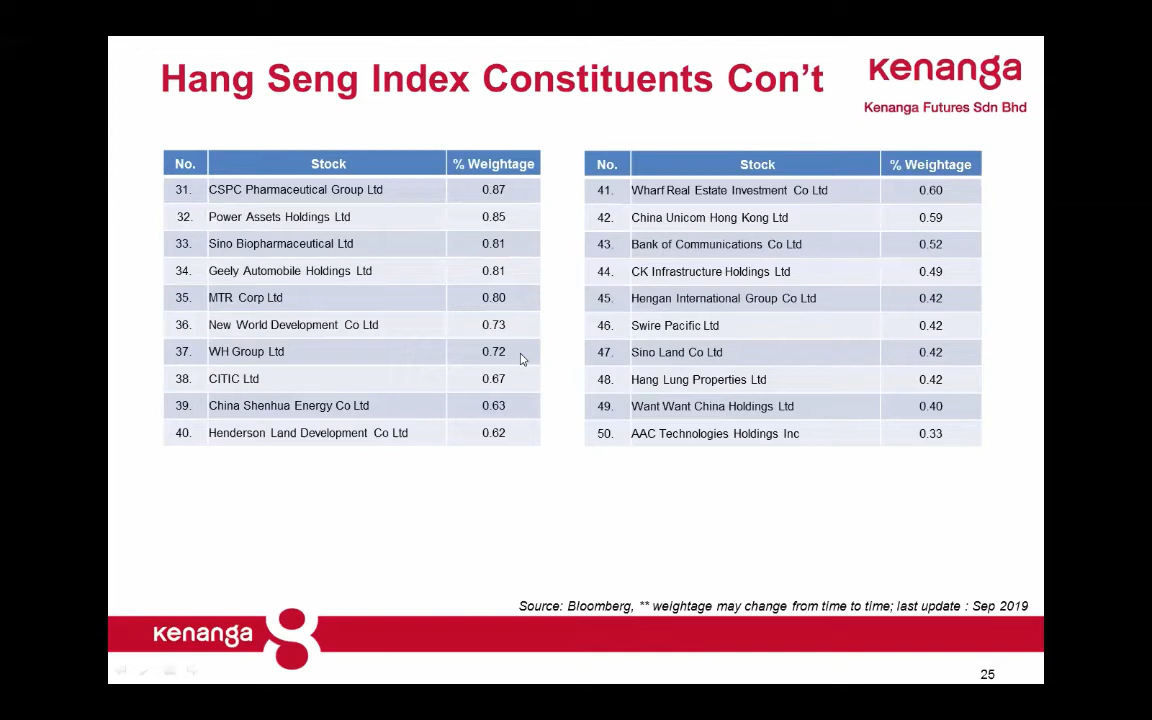 Hang Seng Index Constituents Con't
kenanga
Kenanga Futures Sdn Bhd
No. Stock % Weightage
31. CSPC Pharmaceutical Group Ltd 0.87
32. Power Assets Holdings Ltd 0.85
33. Sino Biopharmaceutical Ltd 0.81
34. Geely Automobile Holdings Ltd 0.81
35. MTR Corp Ltd 0.80
36. New World Development Co Ltd 0.73
37. WH Group Ltd 0.72
38. CITIC Ltd 0.67
39. China Shenhua Energy Co Ltd 0.63
40. Henderson Land Development Co Ltd 0.62
No. Stock % Weightage
41. Wharf Real Estate Investment Co Ltd 0.60
42. China Unicom Hong Kong Ltd 0.59
43. Bank of Communications Co Ltd 0.52
44. CK Infrastructure Holdings Ltd 0.49
45. Hengan International Group Co Ltd 0.42
46. Swire Pacific Ltd 0.42
47. Sino Land Co Ltd 0.42
48. Hang Lung Properties Ltd 0.42
49. Want Want China Holdings Ltd 0.40
50. AAC Technologies Holdings Inc 0.33
Source: Bloomberg, ** weightage may change from time to time; last update : Sep 2019
kenanga
25